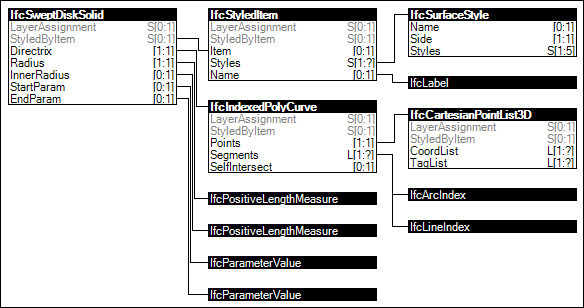 IfcSweptDiskSolid
LayerAssignment S[0:1]
StyledByItem S[0:1]
Directrix [1:1]
Radius [1:1]
InnerRadius [0:1]
StartParam [0:1]
EndParam [0:1]
IfcStyledItem
LayerAssignment S[0:1]
StyledByItem S[0:1]
Item [0:1]
Styles S[1:?]
Name [0:1]
IfcSurfaceStyle
Name [0:1]
Side [1:1]
Styles S[1:5]
IfcLabel
IfcIndexedPolyCurve
LayerAssignment S[0:1]
StyledByItem S[0:1]
Points [1:1]
Segments L[1:?]
SelfIntersect [0:1]
IfcCartesianPointList3D
LayerAssignment S[0:1]
StyledByItem S[0:1]
CoordList L[1:?]
TagList L[1:?]
IfcPositiveLengthMeasure
IfcArcIndex
IfcPositiveLengthMeasure
IfcLineIndex
IfcParameterValue
IfcParameterValue